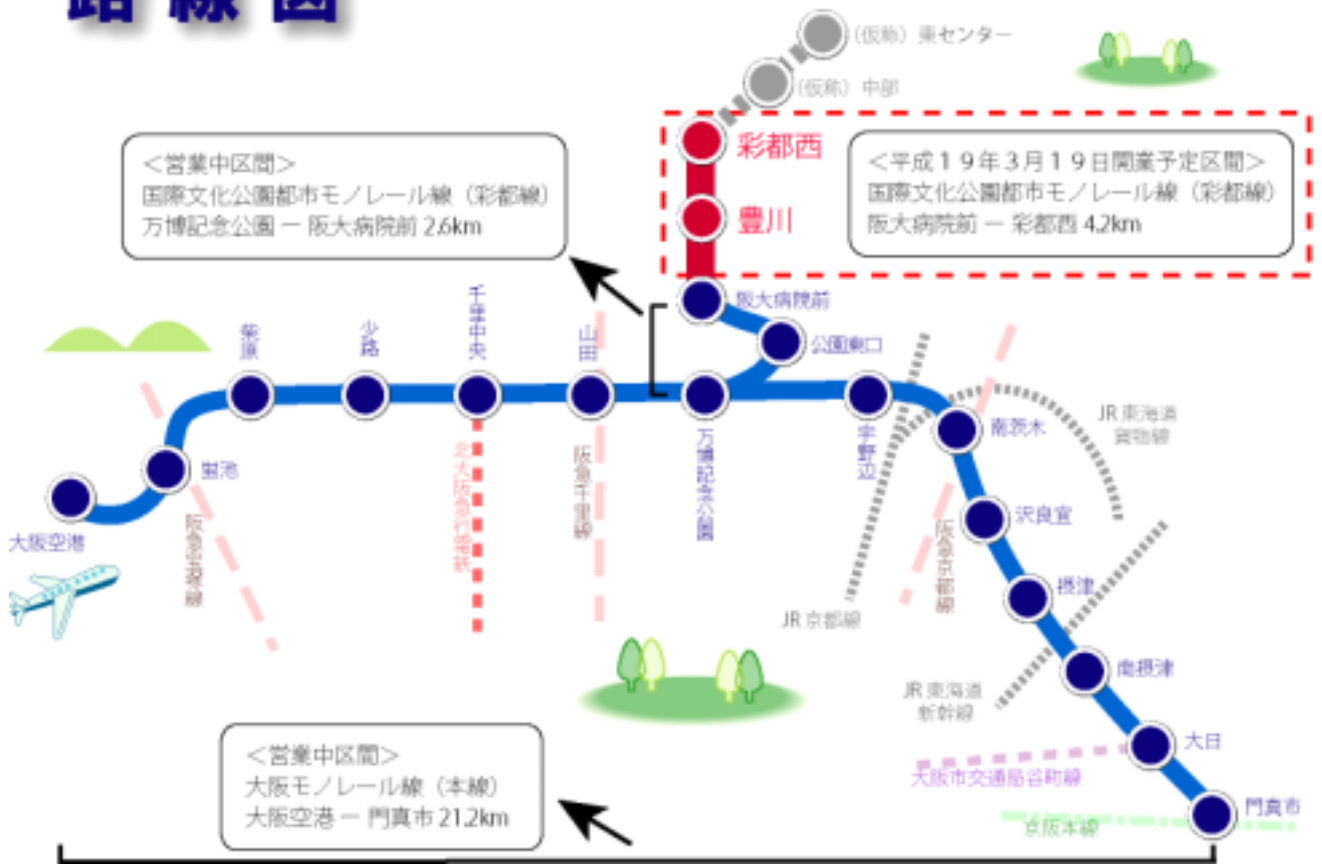 路線図
（仮称）東センター
（仮称）中部
彩都西
豊川
＜平成１９年３月１９日開業予定区間＞
国際文化公園都市モノレール線（彩都線）
阪大病院前 ー 彩都西 4.2km
＜営業中区間＞
国際文化公園都市モノレール線（彩都線）
万博記念公園 ー 阪大病院前 2.6km
阪大病院前
公園東口
柴原
少路
千里中央
山田
万博記念公園
宇野辺
南茨木
JR 東海道
貨物線
蛍池
大阪空港
阪急宝塚線
北大阪急行電鉄
阪急千里線
沢良宜
阪急京都線
摂津
JR 京都線
南摂津
JR 東海道
新幹線
大日
大阪市交通局谷町線
門真市
京阪本線
＜営業中区間＞
大阪モノレール線（本線）
大阪空港 ー 門真市 21.2km